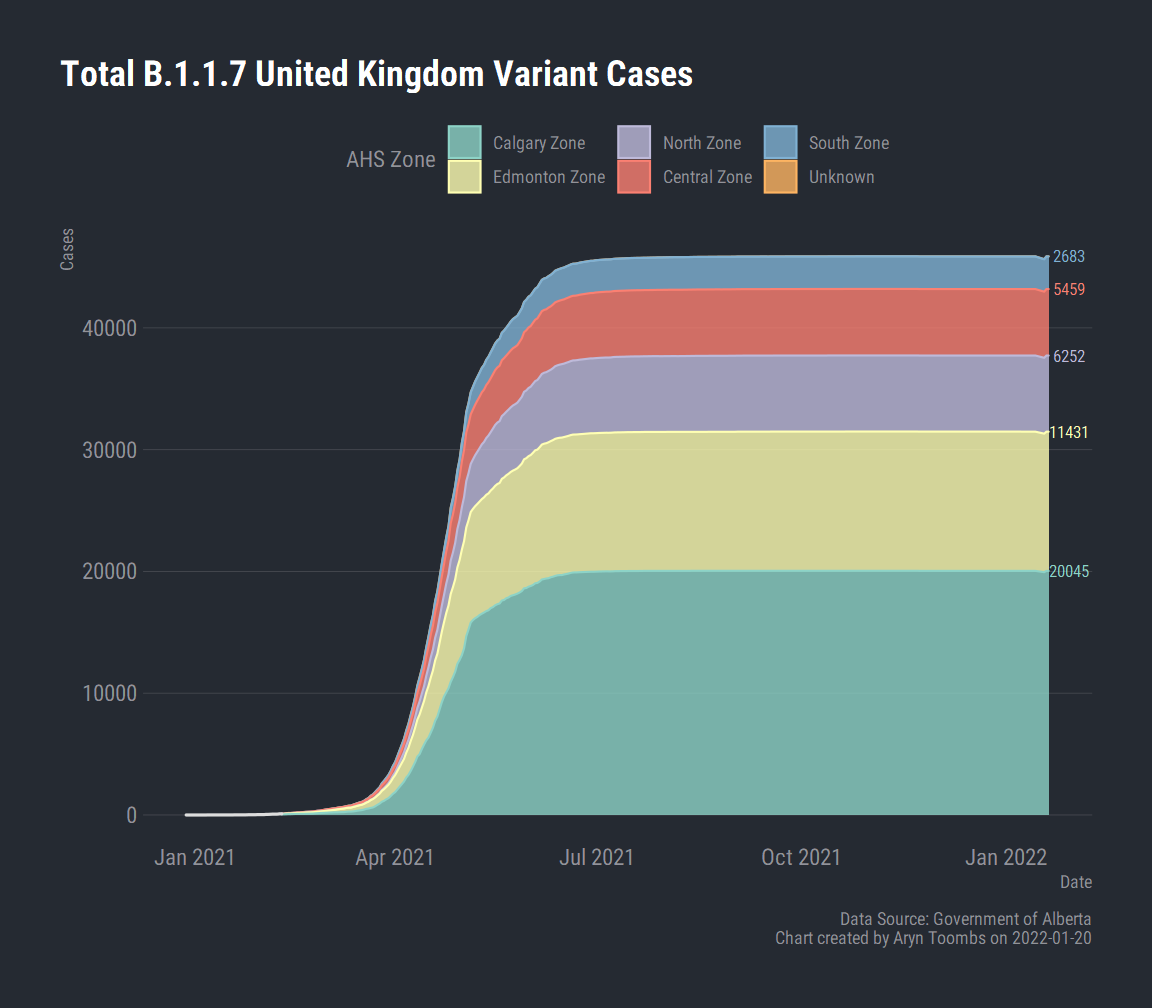 Total B.1.1.7 United Kingdom Variant Cases
AHS Zone
Calgary Zone
North Zone
South Zone
Edmonton Zone
Central Zone
Unknown
Cases
2683
5459
40000
6252
11431
30000
20000
20045
10000
0
Jan 2021
Apr 2021
Jul 2021
Oct 2021
Jan 2022
Date
Data Source: Government of Alberta
Chart created by Aryn Toombs on 2022-01-20